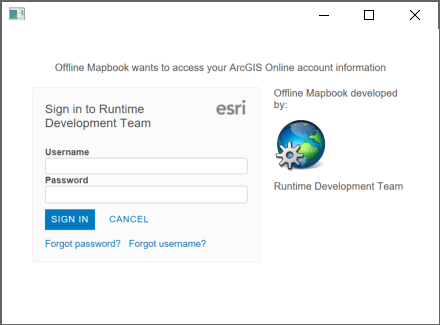 Offline Mapbook wants to access your ArcGIS Online account information
Sign in to Runtime
Development Team
esri
Username
Password
SIGN IN CANCEL
Forgot password? Forgot username?
Offline Mapbook developed
by:
Runtime Development Team